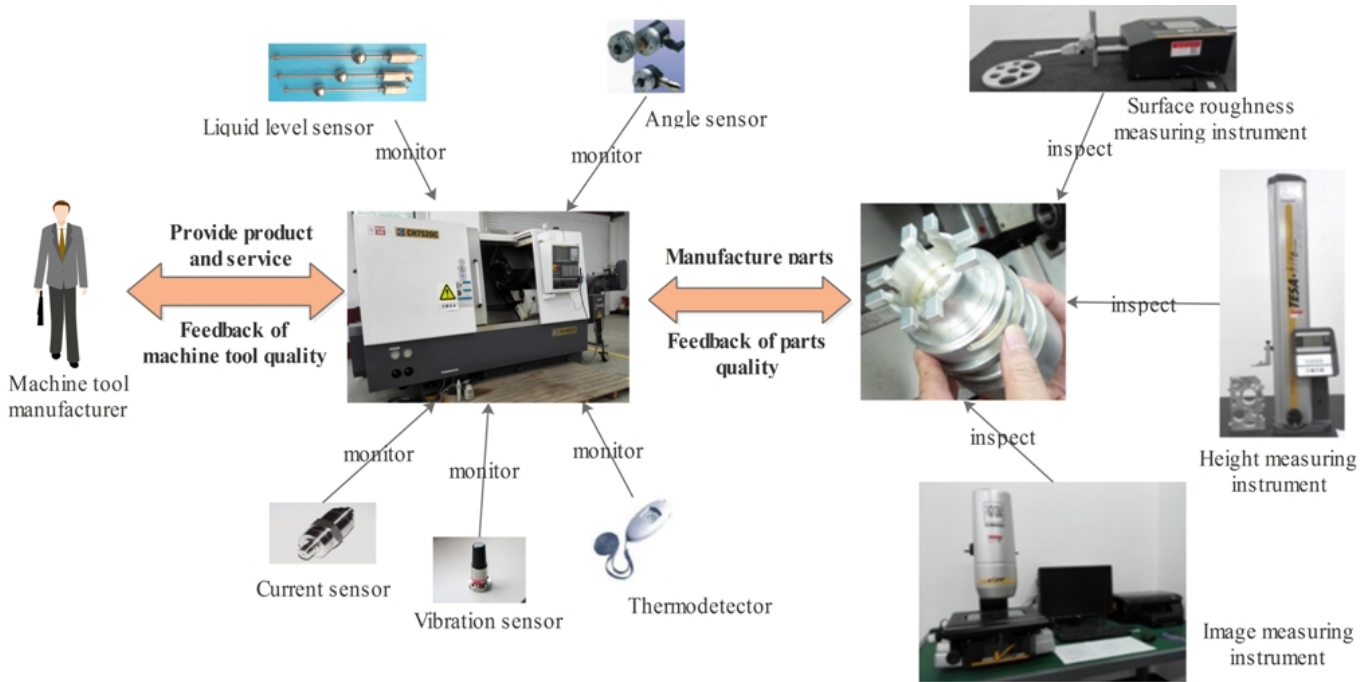 Liquid level sensor
Angle sensor
Surface roughness
measuring instrument
monitor
monitor
inspect
Provide product
and service
CH7520C
Manufacture parts
TESA
inspect
Feedback of
machine tool quality
Feedback of parts
quality
Machine tool
manufacturer
monitor
monitor
monitor
inspect
Height measuring
instrument
Current sensor
Vibration sensor
Thermodetector
Image measuring
instrument